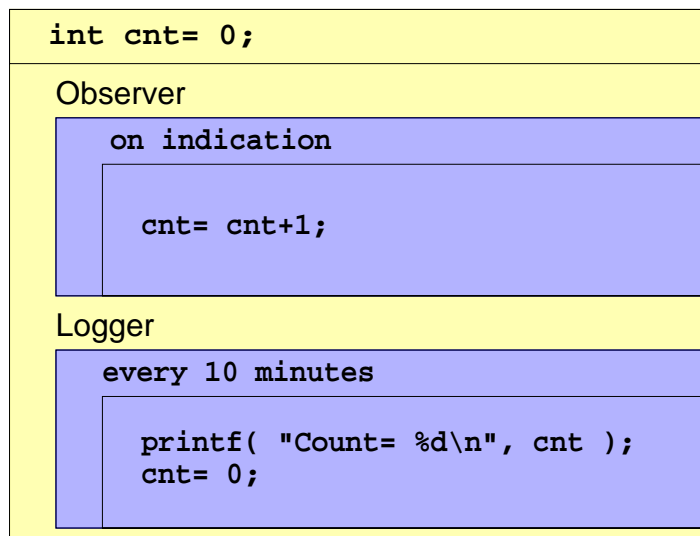 int cnt= 0;
Observer
on indication
cnt= cnt+1;
Logger
every 10 minutes
printf( "Count= %d\n", cnt );
cnt= 0;